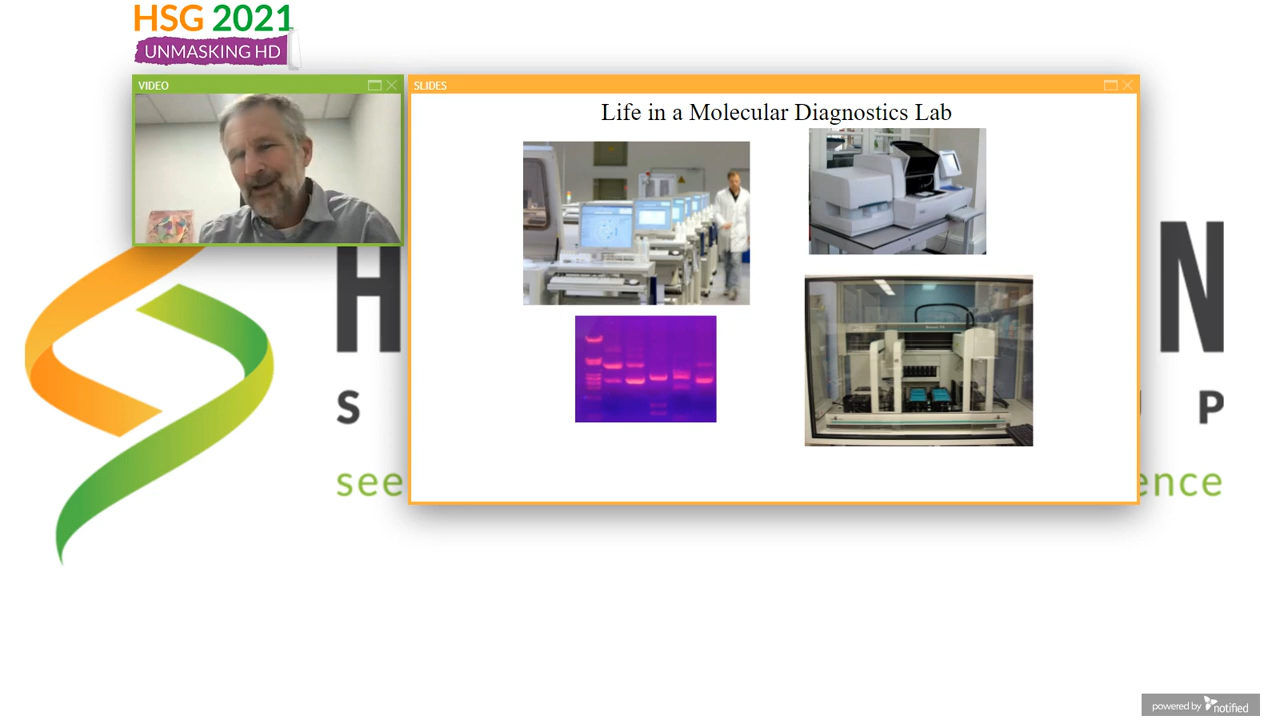 HSG 2021
UNMASKING HD
VIDEO
SLIDES
Life in a Molecular Diagnostics Lab
H
N
S
U P
see
ence
powered by notified